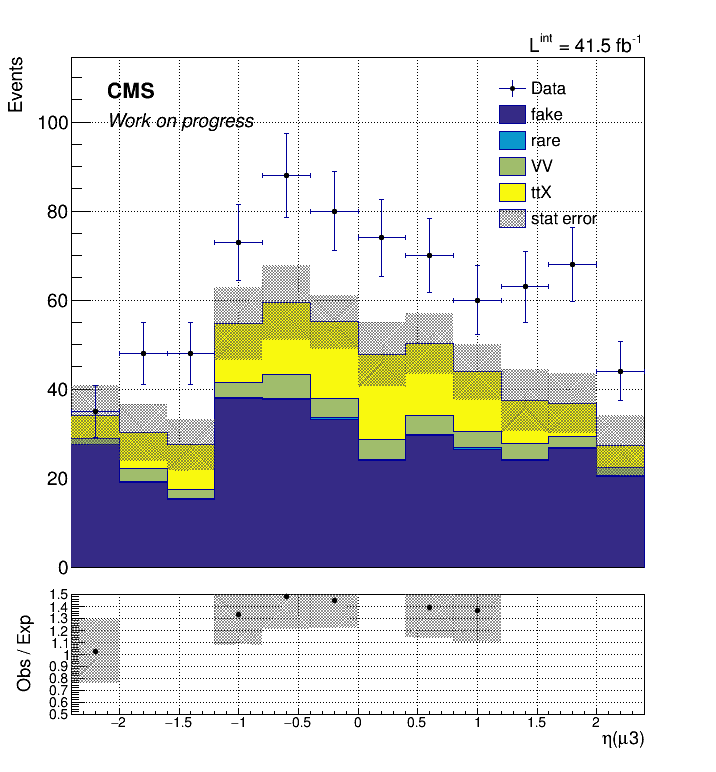 L^int = 41.5 fb^-1
Events
CMS
Work on progress
Data
fake
rare
VV
ttX
stat error
100
80
60
40
20
0
Obs / Exp
1.5
1.4
1.3
1.2
1.1
1
0.9
0.8
0.7
0.6
0.5
−2 −1.5 −1 −0.5 0 0.5 1 1.5 2
η(μ3)